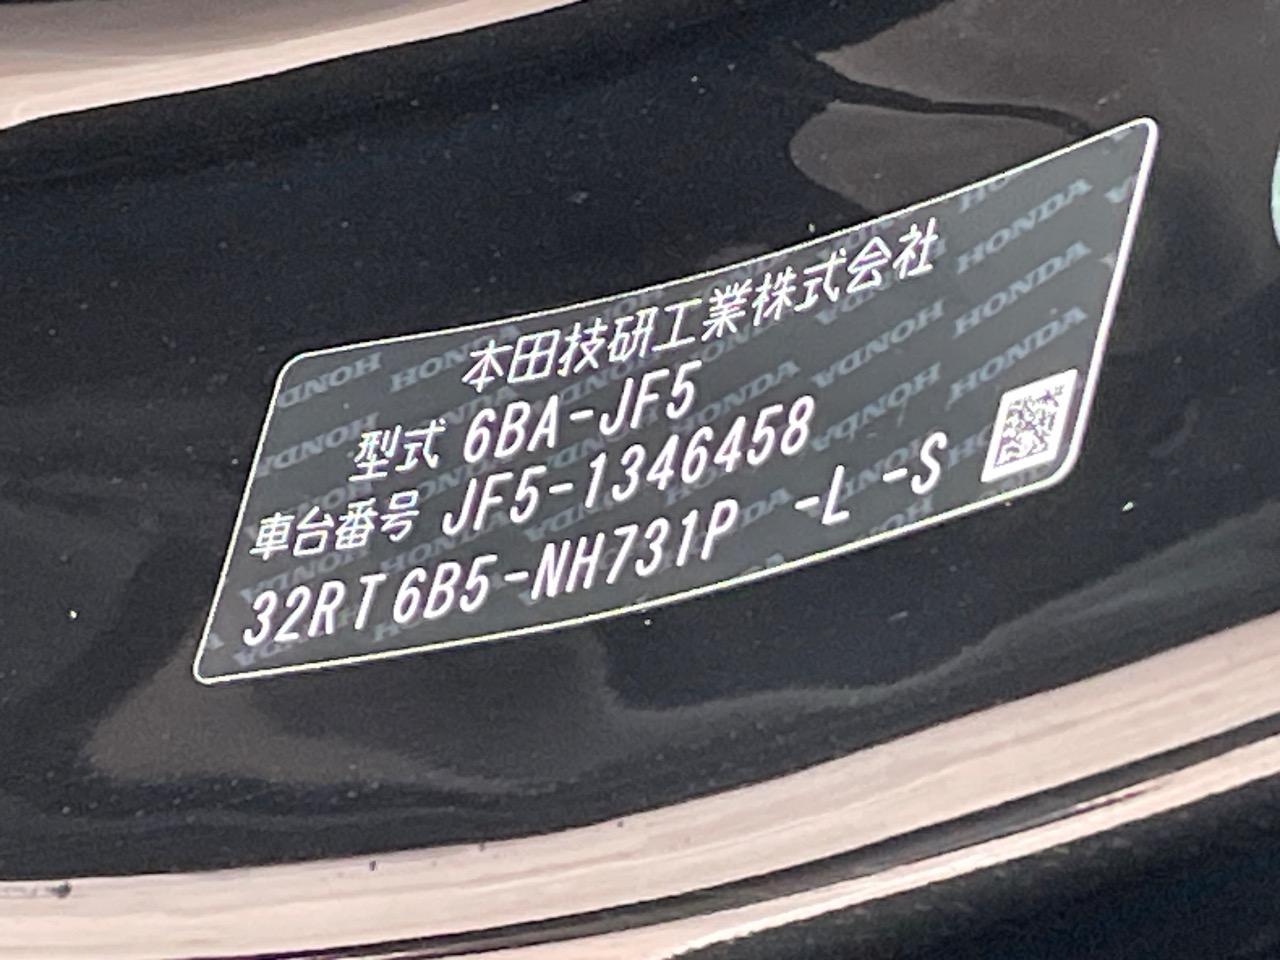 本田技研工業株式会社
型式 6BA-JF5
車台番号 JF5-1346458
32RT6B5-NH731P -L -S